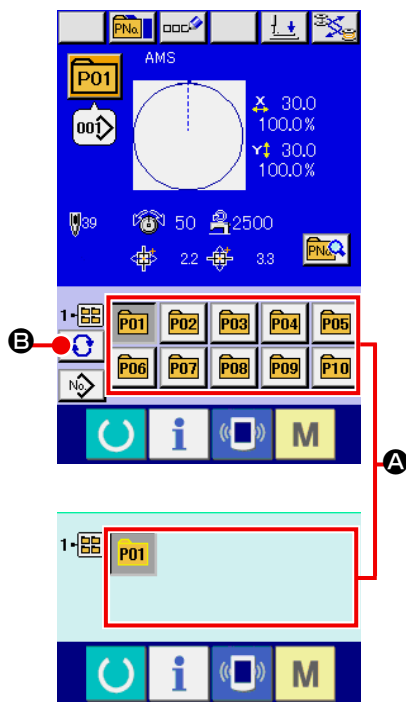 PNo.
AMS
P01
001
X 30.0
100.0%
Y 30.0
100.0%
39 50 2500
2.2 3.3
PNo.
1
P01 P02 P03 P04 P05
B
P06 P07 P08 P09 P10
No.
i M
A
1
P01
i M